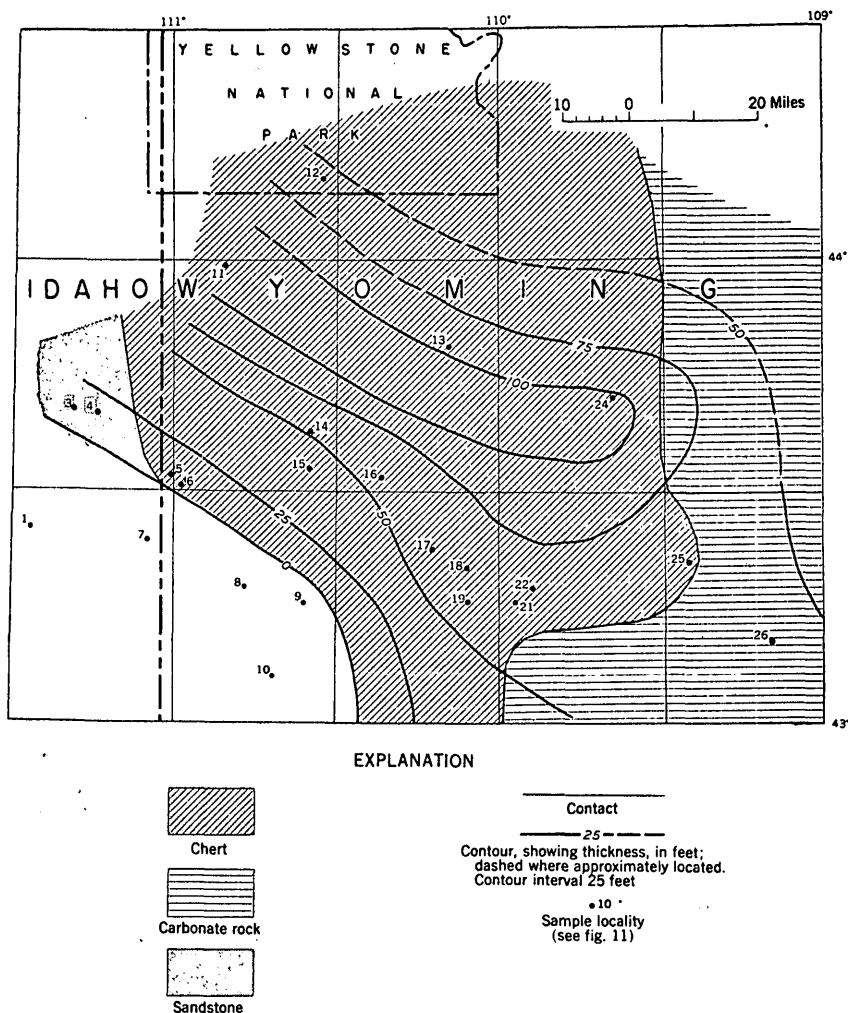 111° 110° 109°
YELLOWSTONE
NATIONAL
PARK
10 0 20 Miles
12
44°
11
IDAHO WYOMING
50
13
75
100
24
3 4
14
5
15
16
6
50
25
1
7
17
0
18
25
8
22
9
19 21
26
10
43°
EXPLANATION
Chert
Carbonate rock
Sandstone
Contact
25
Contour, showing thickness, in feet;
dashed where approximately located.
Contour interval 25 feet
•10
Sample locality
(see fig. 11)